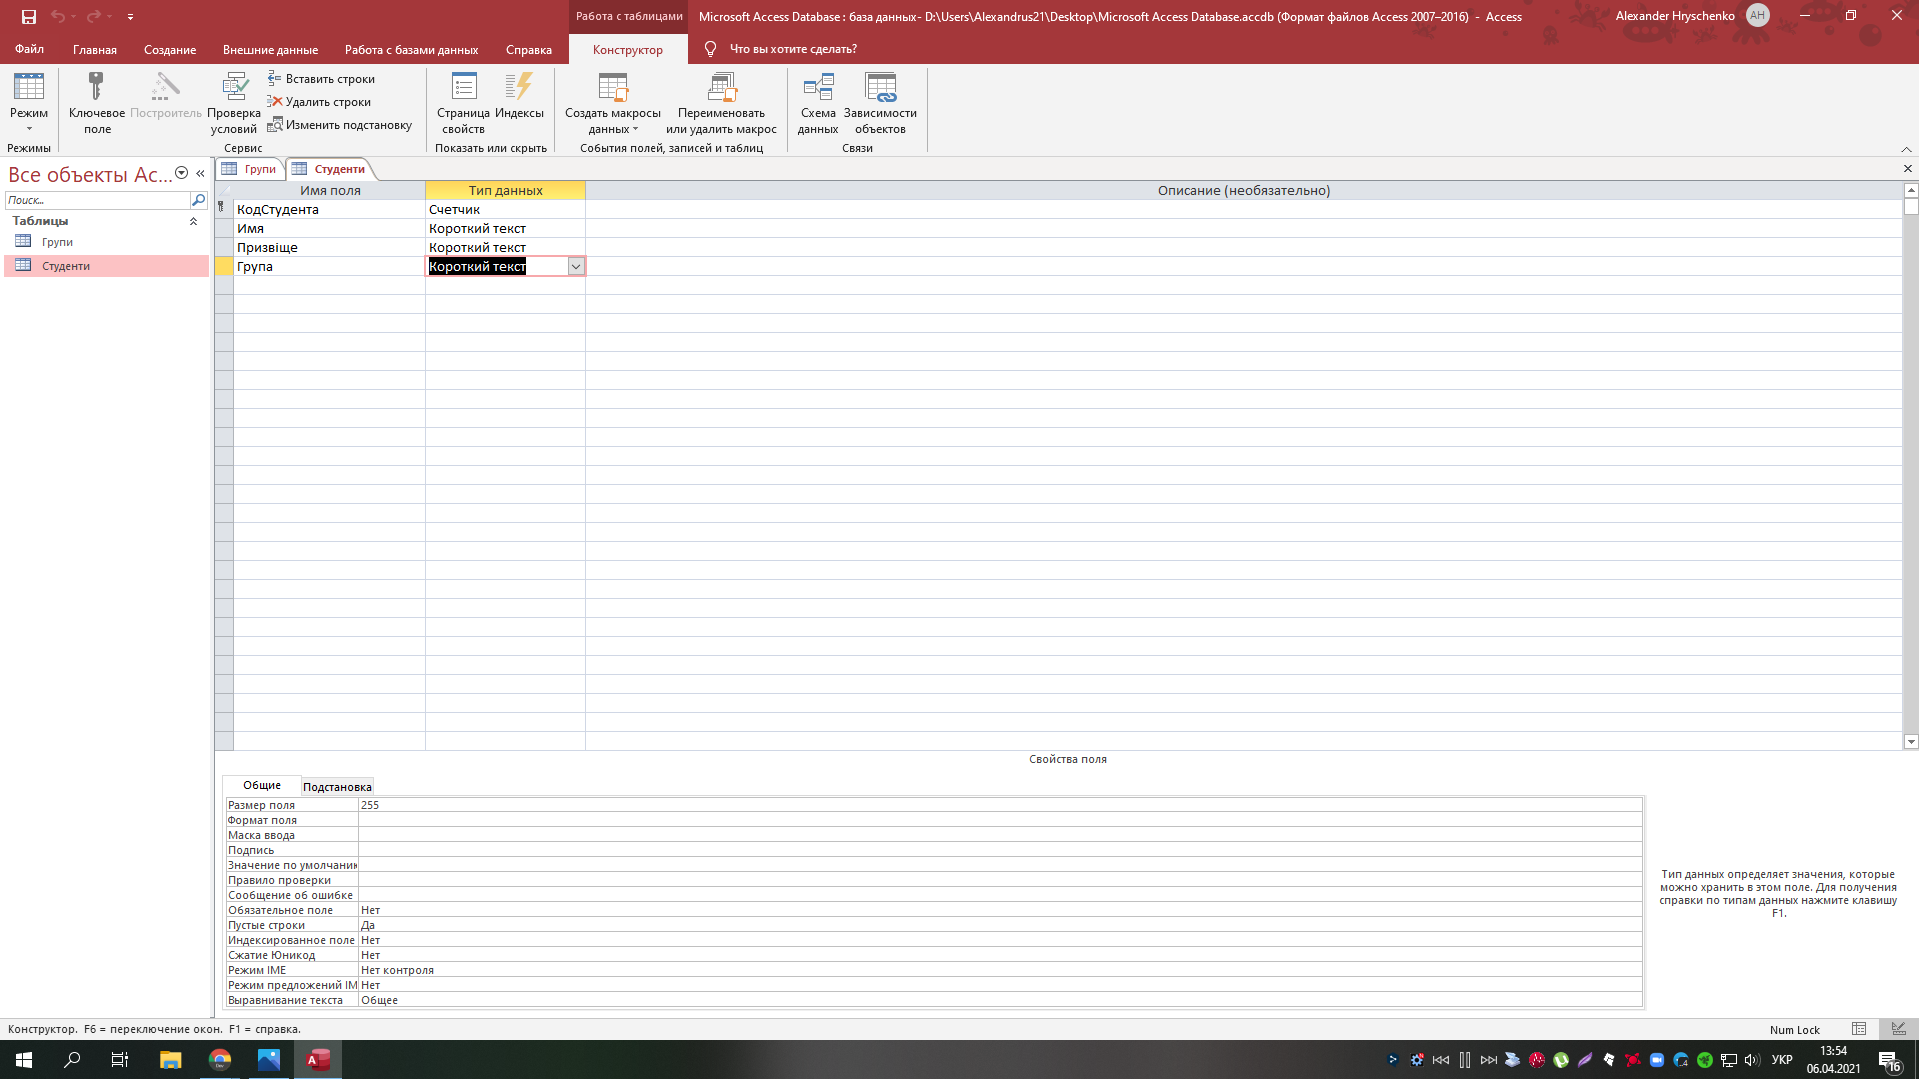 Работа с таблицами
Microsoft Access Database : база данных- D:\Users\Alexandrus21\Desktop\Microsoft Access Database.accdb (Формат файлов Access 2007–2016) - Access
Alexander Hryschenko
AH
Файл
Главная
Создание
Внешние данные
Работа с базами данных
Справка
Конструктор
Что вы хотите сделать?
Режим
Ключевое поле
Построитель
Проверка условий
Вставить строки
Удалить строки
Изменить подстановку
Страница свойств
Индексы
Создать макросы данных
Переименовать или удалить макрос
Схема данных
Зависимости объектов
Режимы
Сервис
Показать или скрыть
События полей, записей и таблиц
Связи
Все объекты Ac...
Поиск...
Таблицы
Групи
Студенти
Групи
Студенти
Имя поля
Тип данных
Описание (необязательно)
КодСтудента Счетчик
Имя Короткий текст
Призвіще Короткий текст
Група Короткий текст
Свойства поля
Общие
Подстановка
Размер поля 255
Формат поля
Маска ввода
Подпись
Значение по умолчани
Правило проверки
Сообщение об ошибке
Обязательное поле Нет
Пустые строки Да
Индексированное поле Нет
Сжатие Юникод Нет
Режим IME Нет контроля
Режим предложений IM Нет
Выравнивание текста Общее
Тип данных определяет значения, которые
можно хранить в этом поле. Для получения
справки по типам данных нажмите клавишу
F1.
Конструктор. F6 = переключение окон. F1 = справка.
Num Lock
Dev
УКР
13:54
06.04.2021
16